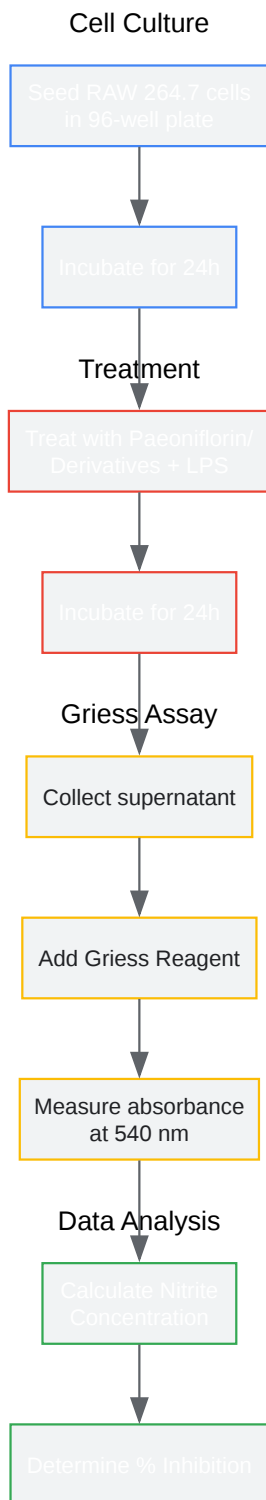 Cell Culture
Seed RAW 264.7 cells
in 96-well plate
Incubate for 24h
Treatment
Treat with Paeoniflorin/
Derivatives + LPS
Incubate for 24h
Griess Assay
Collect supernatant
Add Griess Reagent
Measure absorbance
at 540 nm
Data Analysis
Calculate Nitrite
Concentration
Determine % Inhibition